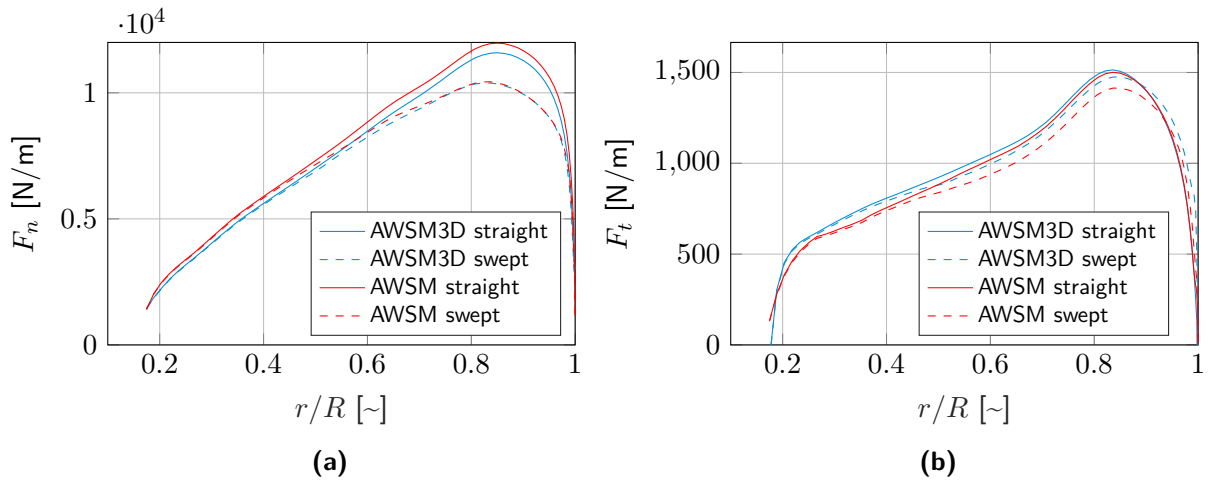 ·10⁴
1
0.5
0
F_n [N/m]
0.2 0.4 0.6 0.8 1
r/R [~]
AWSM3D straight
AWSM3D swept
AWSM straight
AWSM swept
(a)
1,500
1,000
500
0
F_t [N/m]
0.2 0.4 0.6 0.8 1
r/R [~]
AWSM3D straight
AWSM3D swept
AWSM straight
AWSM swept
(b)